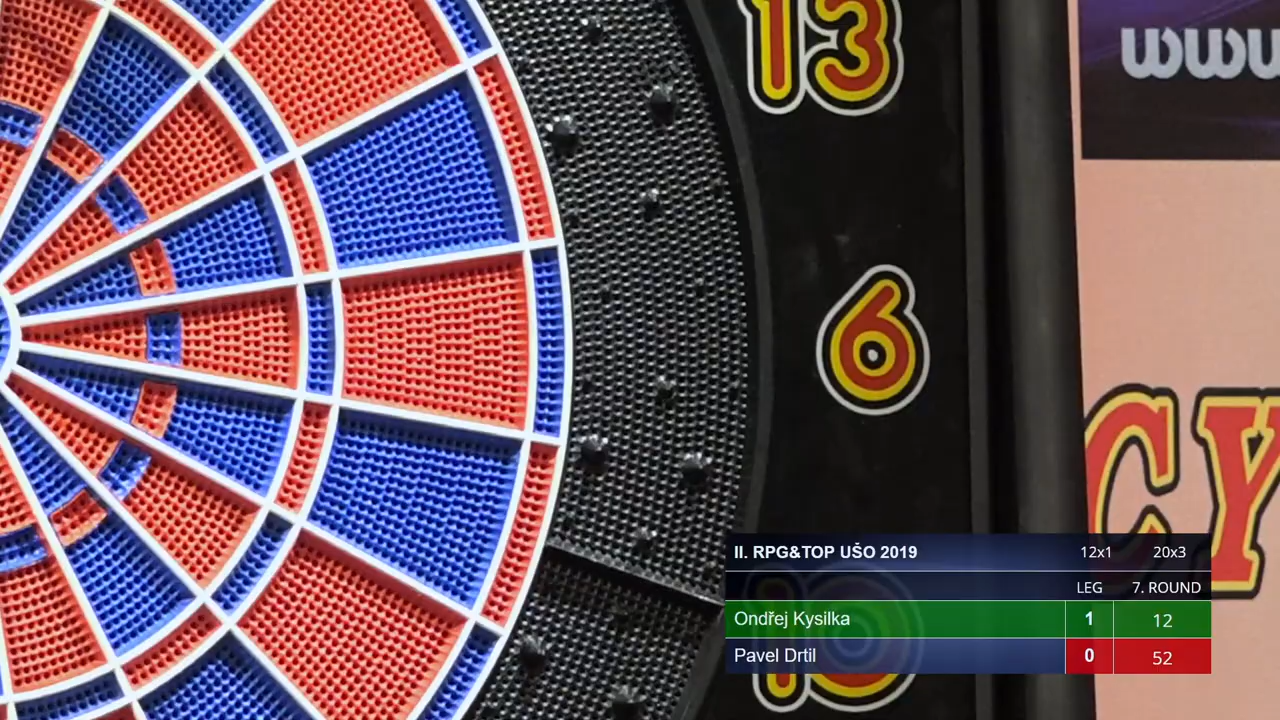 13
www
6
CY
10
II. RPG&TOP UŠO 2019 12x1 20x3
LEG 7. ROUND
Ondřej Kysilka 1 12
Pavel Drtil 0 52